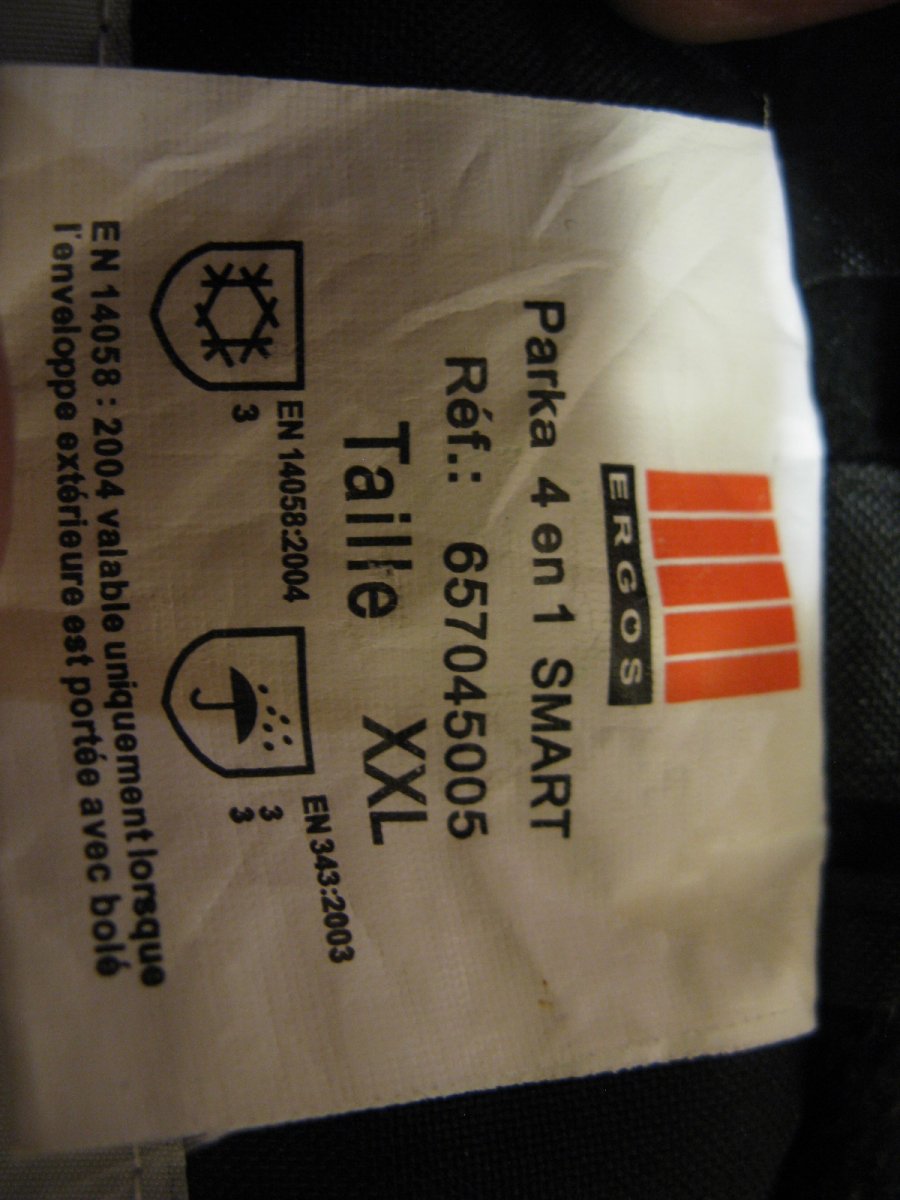 ERGOS
Parka 4 en 1 SMART
Réf.: 657045005
Taille XXL
EN 14058:2004
3
EN 343:2003
3
3
EN 14058 : 2004 valable uniquement lorsque
l'enveloppe extérieure est portée avec bolé